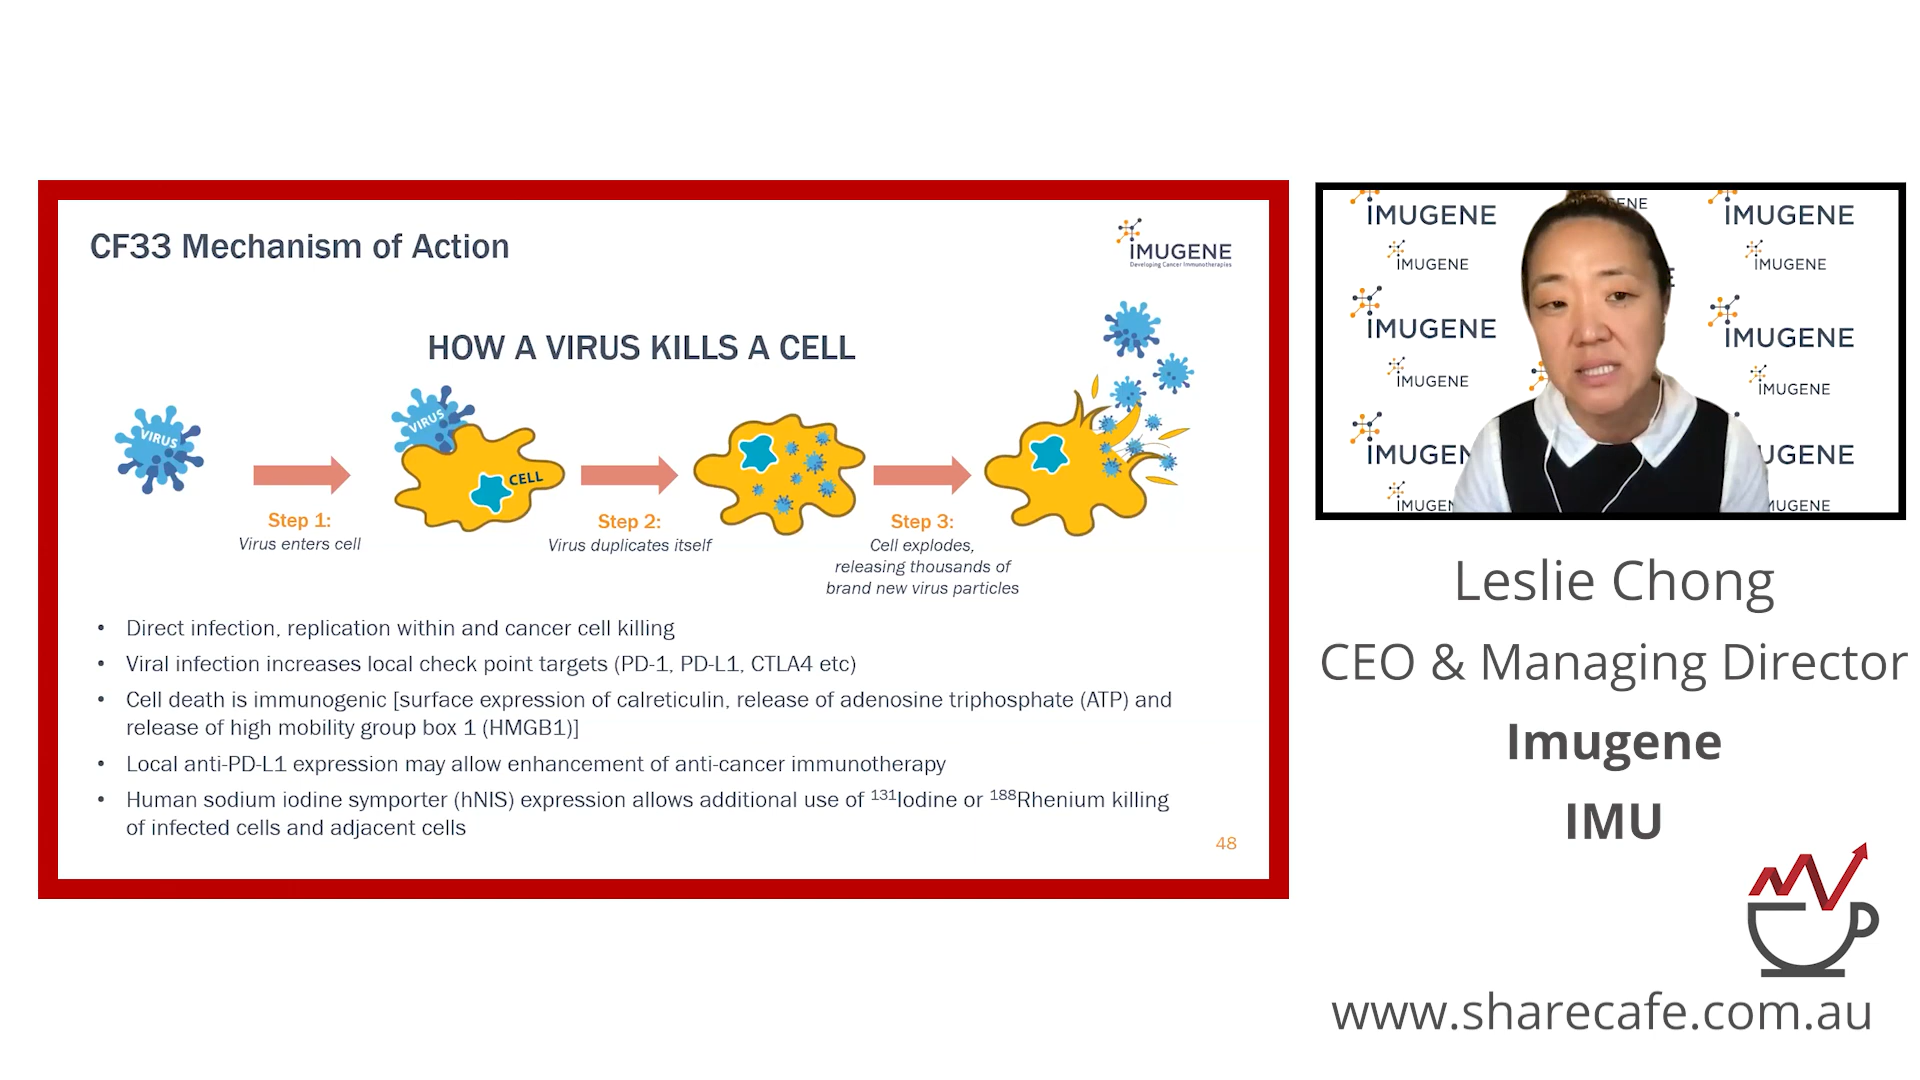 CF33 Mechanism of Action
IMUGENE
Developing Cancer Immunotherapies
HOW A VIRUS KILLS A CELL
VIRUS
VIRUS
CELL
Step 1:
Virus enters cell
Step 2:
Virus duplicates itself
Step 3:
Cell explodes,
releasing thousands of
brand new virus particles
• Direct infection, replication within and cancer cell killing
• Viral infection increases local check point targets (PD-1, PD-L1, CTLA4 etc)
• Cell death is immunogenic [surface expression of calreticulin, release of adenosine triphosphate (ATP) and
release of high mobility group box 1 (HMGB1)]
• Local anti-PD-L1 expression may allow enhancement of anti-cancer immunotherapy
• Human sodium iodine symporter (hNIS) expression allows additional use of ¹³¹Iodine or ¹⁸⁸Rhenium killing
of infected cells and adjacent cells
48
IMUGENE
GENE
IMUGENE
IMUGENE
IMUGENE
IMUGENE
IMUGENE
IMUGENE
IMUGENE
IMUGEN
UGENE
IMUGEN
MUGENE
Leslie Chong
CEO & Managing Director
Imugene
IMU
www.sharecafe.com.au